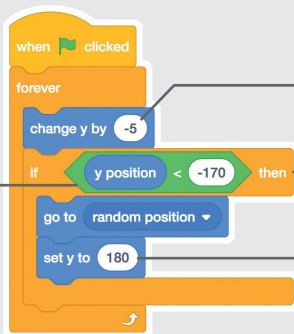 when clicked
forever
change y by -5
if y position < -170 then
go to random position
set y to 180